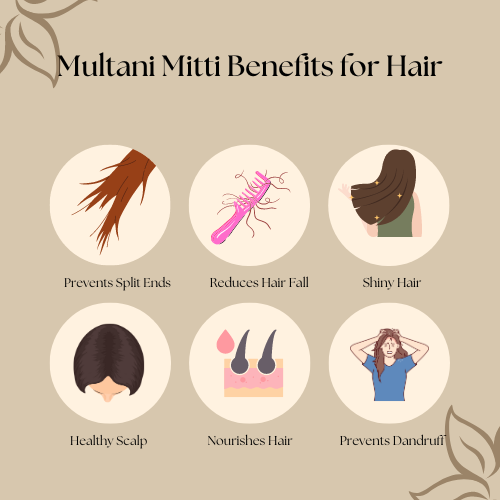 Multani Mitti Benefits for Hair
Prevents Split Ends
Reduces Hair Fall
Shiny Hair
Healthy Scalp
Nourishes Hair
Prevents Dandruff